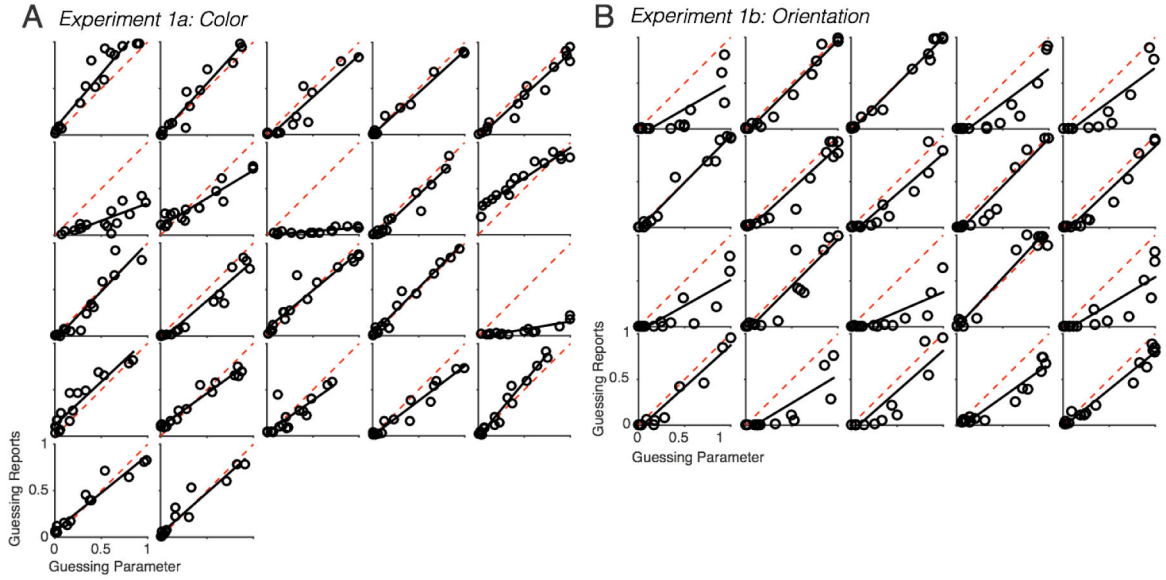 A Experiment 1a: Color
B Experiment 1b: Orientation
1
0.5
0
Guessing Reports
0 0.5 1
Guessing Parameter
1
0.5
0
Guessing Reports
0 0.5 1
Guessing Parameter